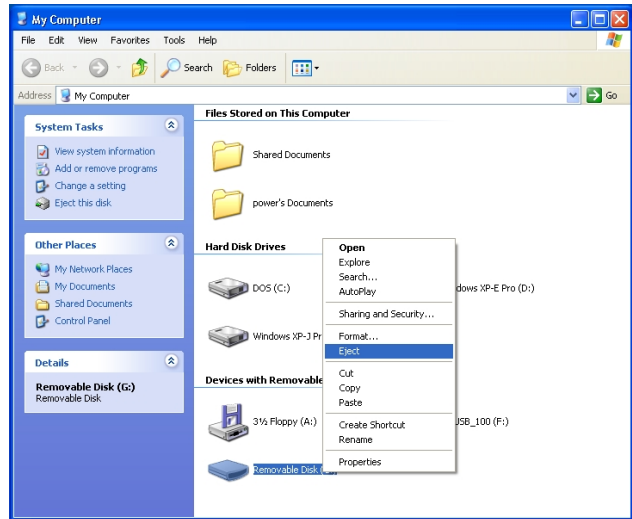 My Computer
File Edit View Favorites Tools Help
Back Search Folders
Address My Computer Go
System Tasks
View system information
Add or remove programs
Change a setting
Eject this disk
Other Places
My Network Places
My Documents
Shared Documents
Control Panel
Details
Removable Disk (G:)
Removable Disk
Files Stored on This Computer
Shared Documents
power's Documents
Hard Disk Drives
DOS (C:)
dows XP-E Pro (D:)
Windows XP-J Pr
Devices with Removable
3½ Floppy (A:)
USB_100 (F:)
Removable Disk
Open
Explore
Search...
AutoPlay
Sharing and Security...
Format...
Eject
Cut
Copy
Paste
Create Shortcut
Rename
Properties